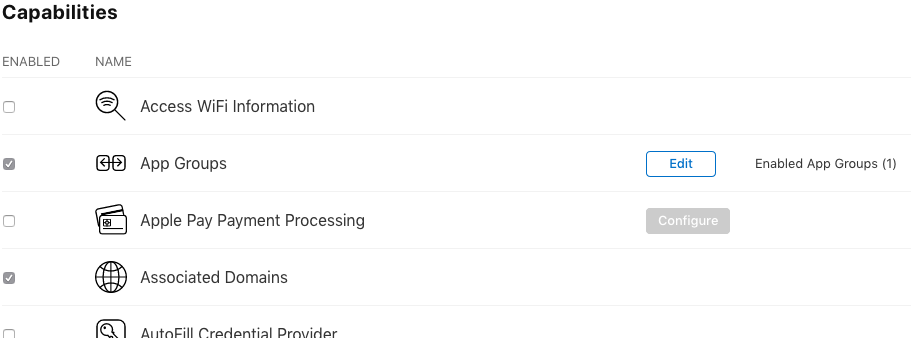 Capabilities
ENABLED NAME
Access WiFi Information
App Groups Edit Enabled App Groups (1)
Apple Pay Payment Processing Configure
Associated Domains
AutoFill Credential Provider